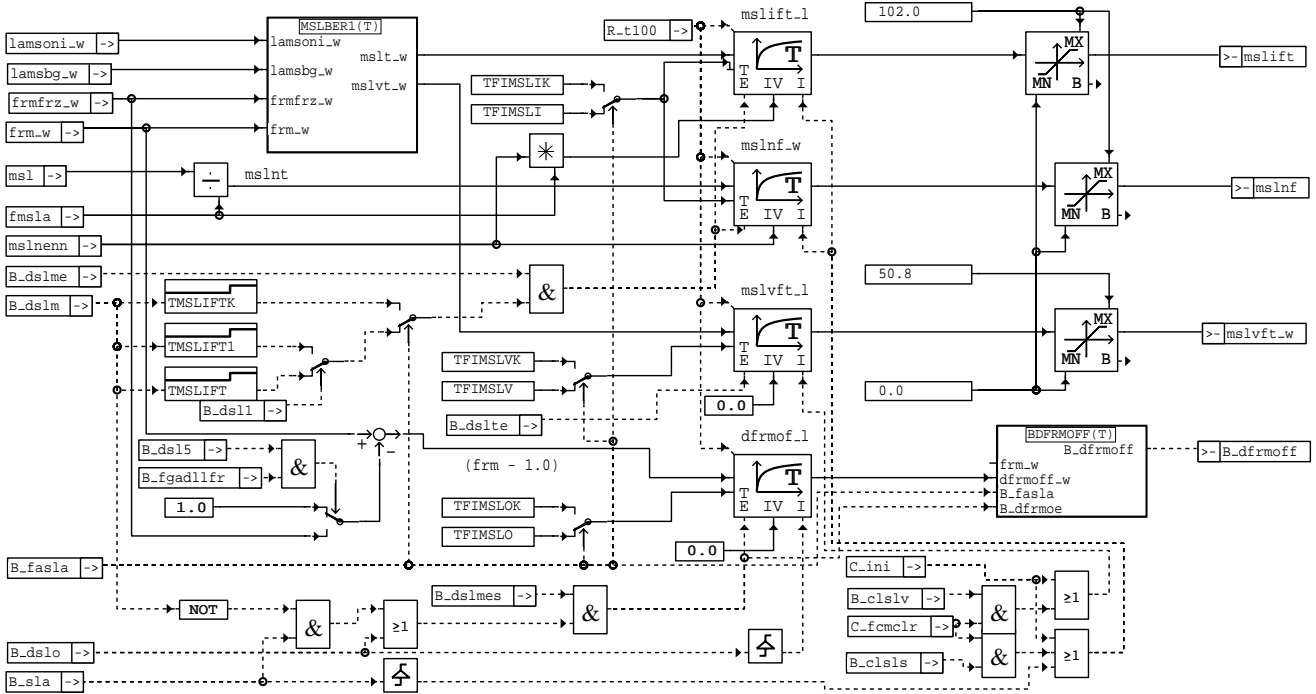 lamsoni_w ->
lamsbg_w ->
frmfrz_w ->
frm_w ->
msl ->
fmsla ->
mslnenn ->
B_dslme ->
B_dslm ->
MSLBER1(T)
lamsoni_w
lamsbg_w
frmfrz_w
frm_w
mslt_w
mslvt_w
÷
mslnt
TFIMSLIK
TFIMSLI
*
R_t100 ->
mslift_l
T
T
E IV I
102.0
MX
MN B
>- mslift
mslnf_w
T
T
E IV I
MX
MN B
>- mslnf
&
TMSLIFTK
TMSLIFT1
TMSLIFT
B_dsl1 ->
mslvft_l
T
T
E IV I
50.8
0.0
MX
MN B
>- mslvft_w
TFIMSLVK
TFIMSLV
B_dslte ->
0.0
+
-
(frm - 1.0)
B_dsl5 ->
B_fgadllfr ->
&
1.0
TFIMSLOK
TFIMSLO
dfrmof_l
T
T
E IV I
0.0
BDFRMOFF(T)
B_dfrmoff
frm_w
dfrmoff_w
B_fasla
B_dfrmoe
>- B_dfrmoff
B_fasla ->
NOT
&
≥1
B_dslmes ->
&
B_dslo ->
B_sla ->
C_ini ->
B_clslv ->
C_fcmclr ->
B_clsls ->
&
&
≥1
≥1